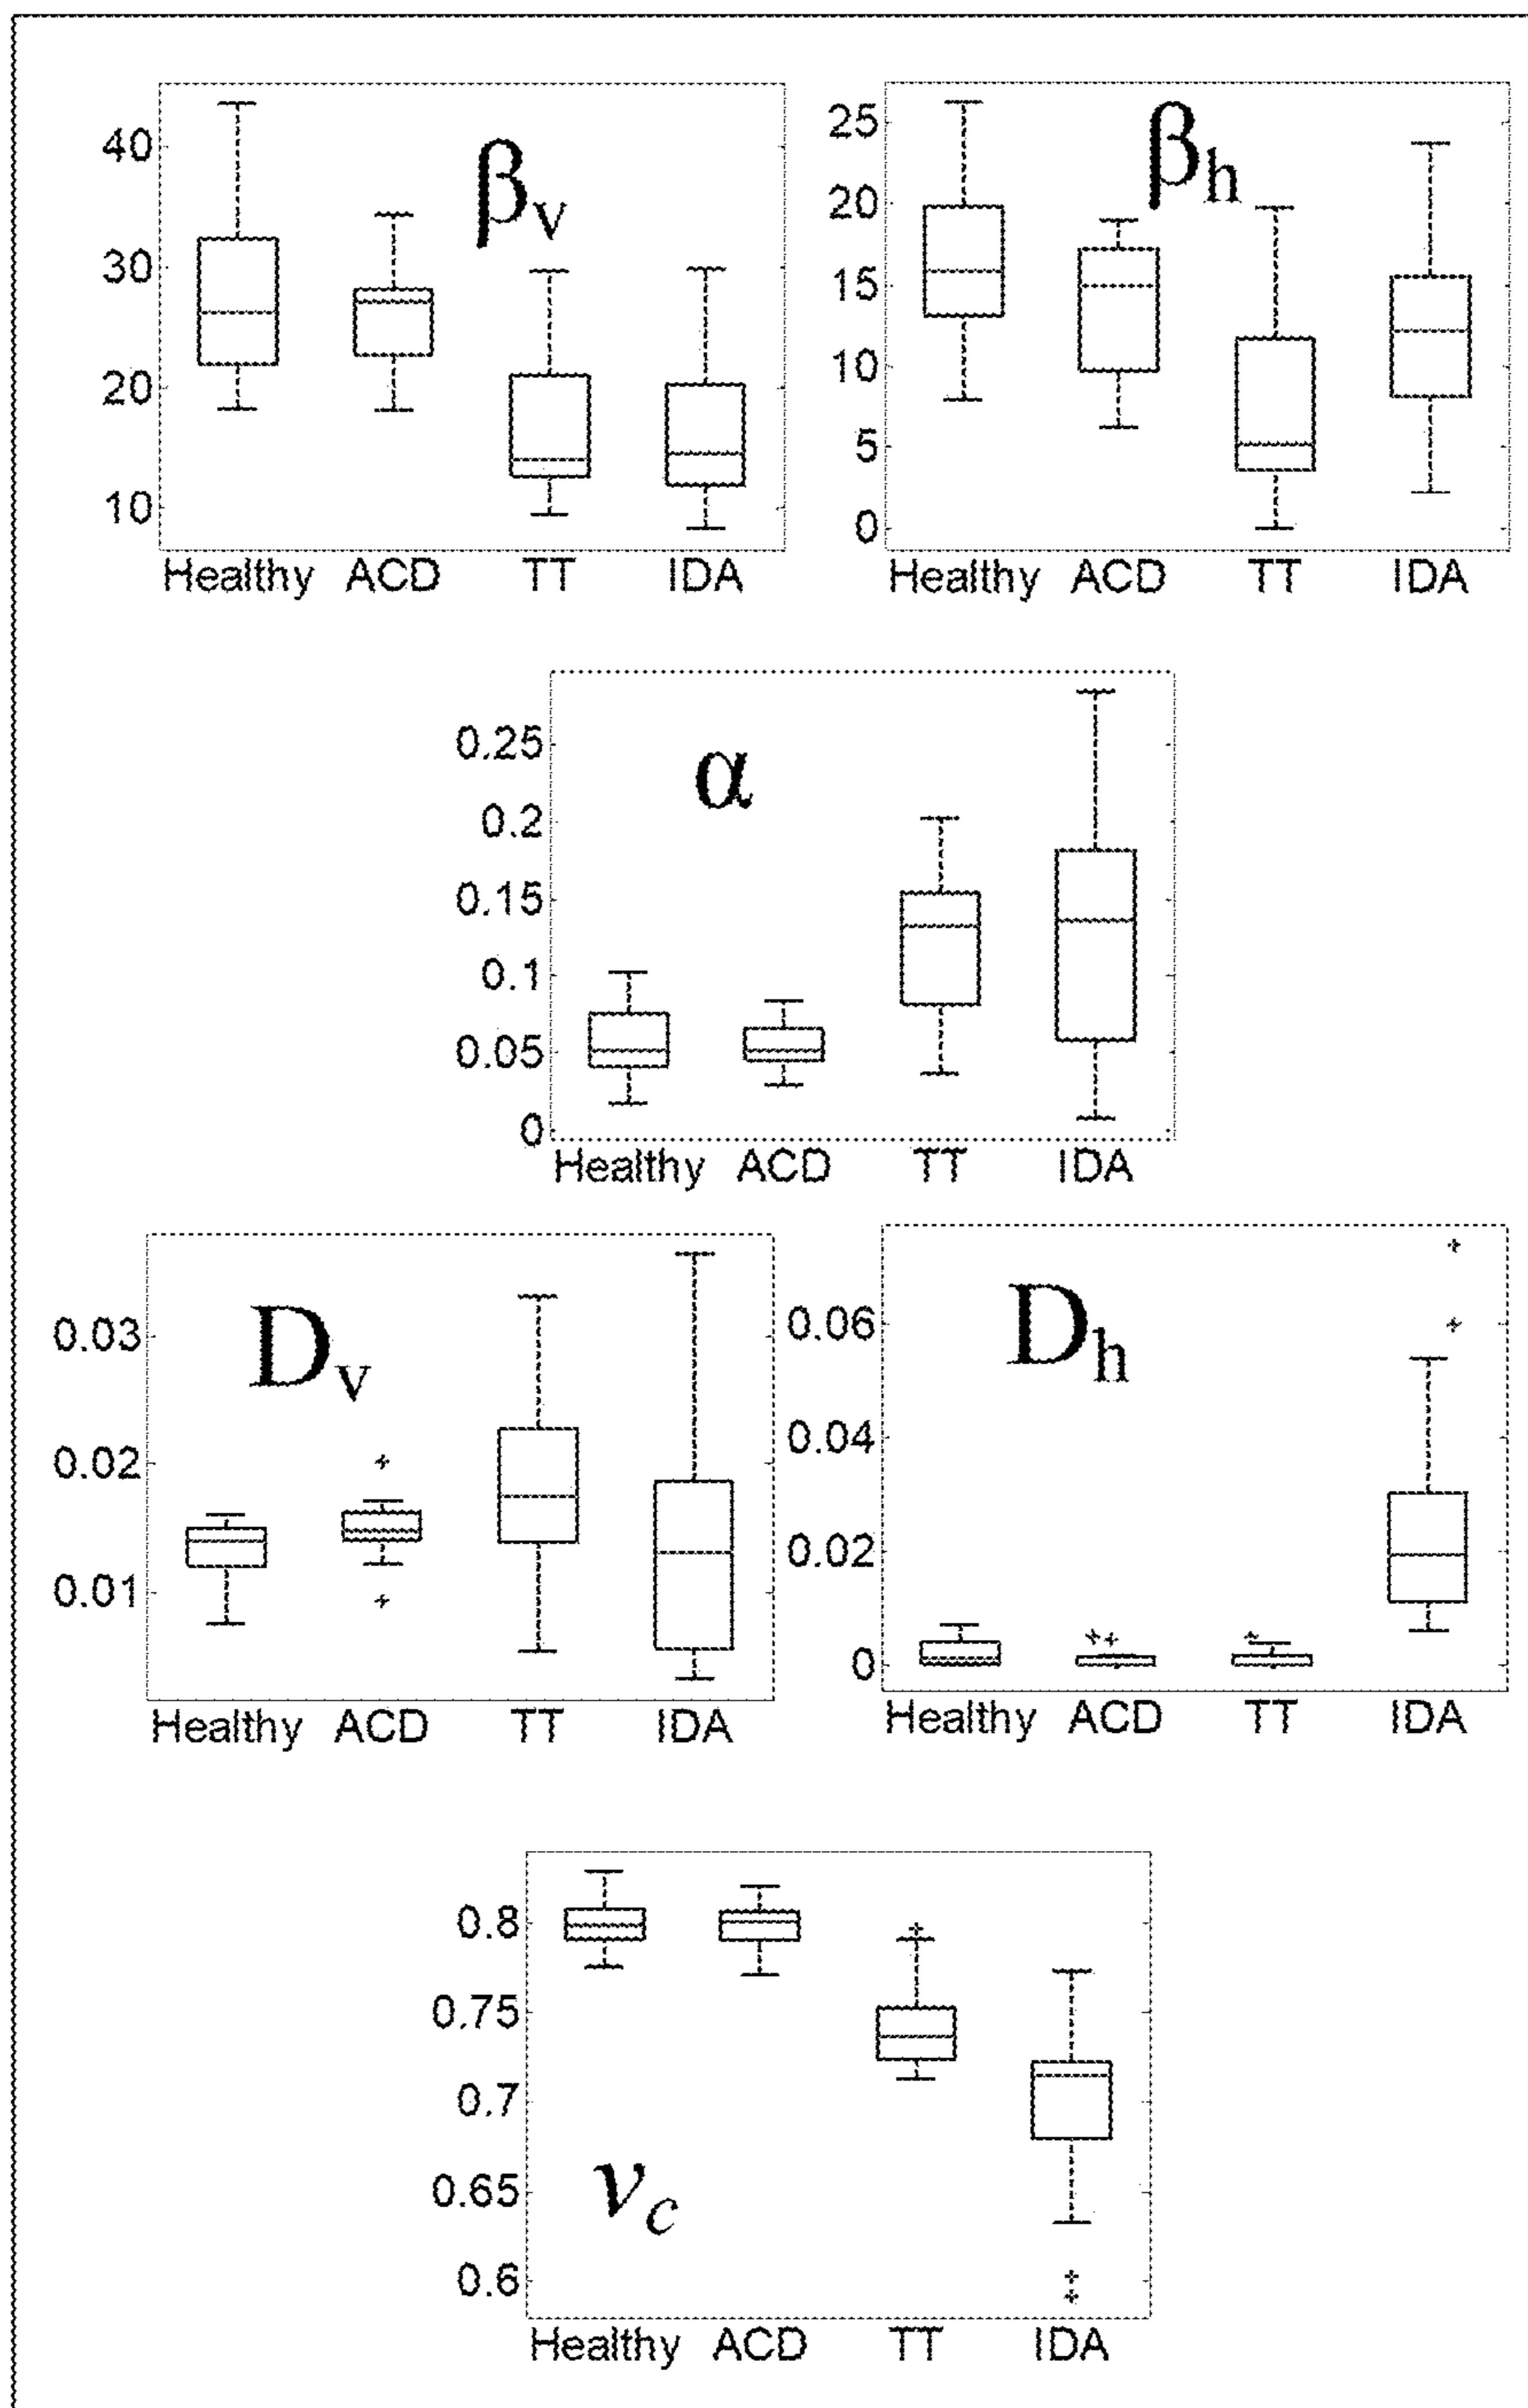 40
30
20
10
βv
Healthy ACD TT IDA
25
20
15
10
5
0
βh
Healthy ACD TT IDA
0.25
0.2
0.15
0.1
0.05
0
α
Healthy ACD TT IDA
0.03
0.02
0.01
Dv
Healthy ACD TT IDA
0.06
0.04
0.02
0
Dh
Healthy ACD TT IDA
0.8
0.75
0.7
0.65
0.6
νc
Healthy ACD TT IDA